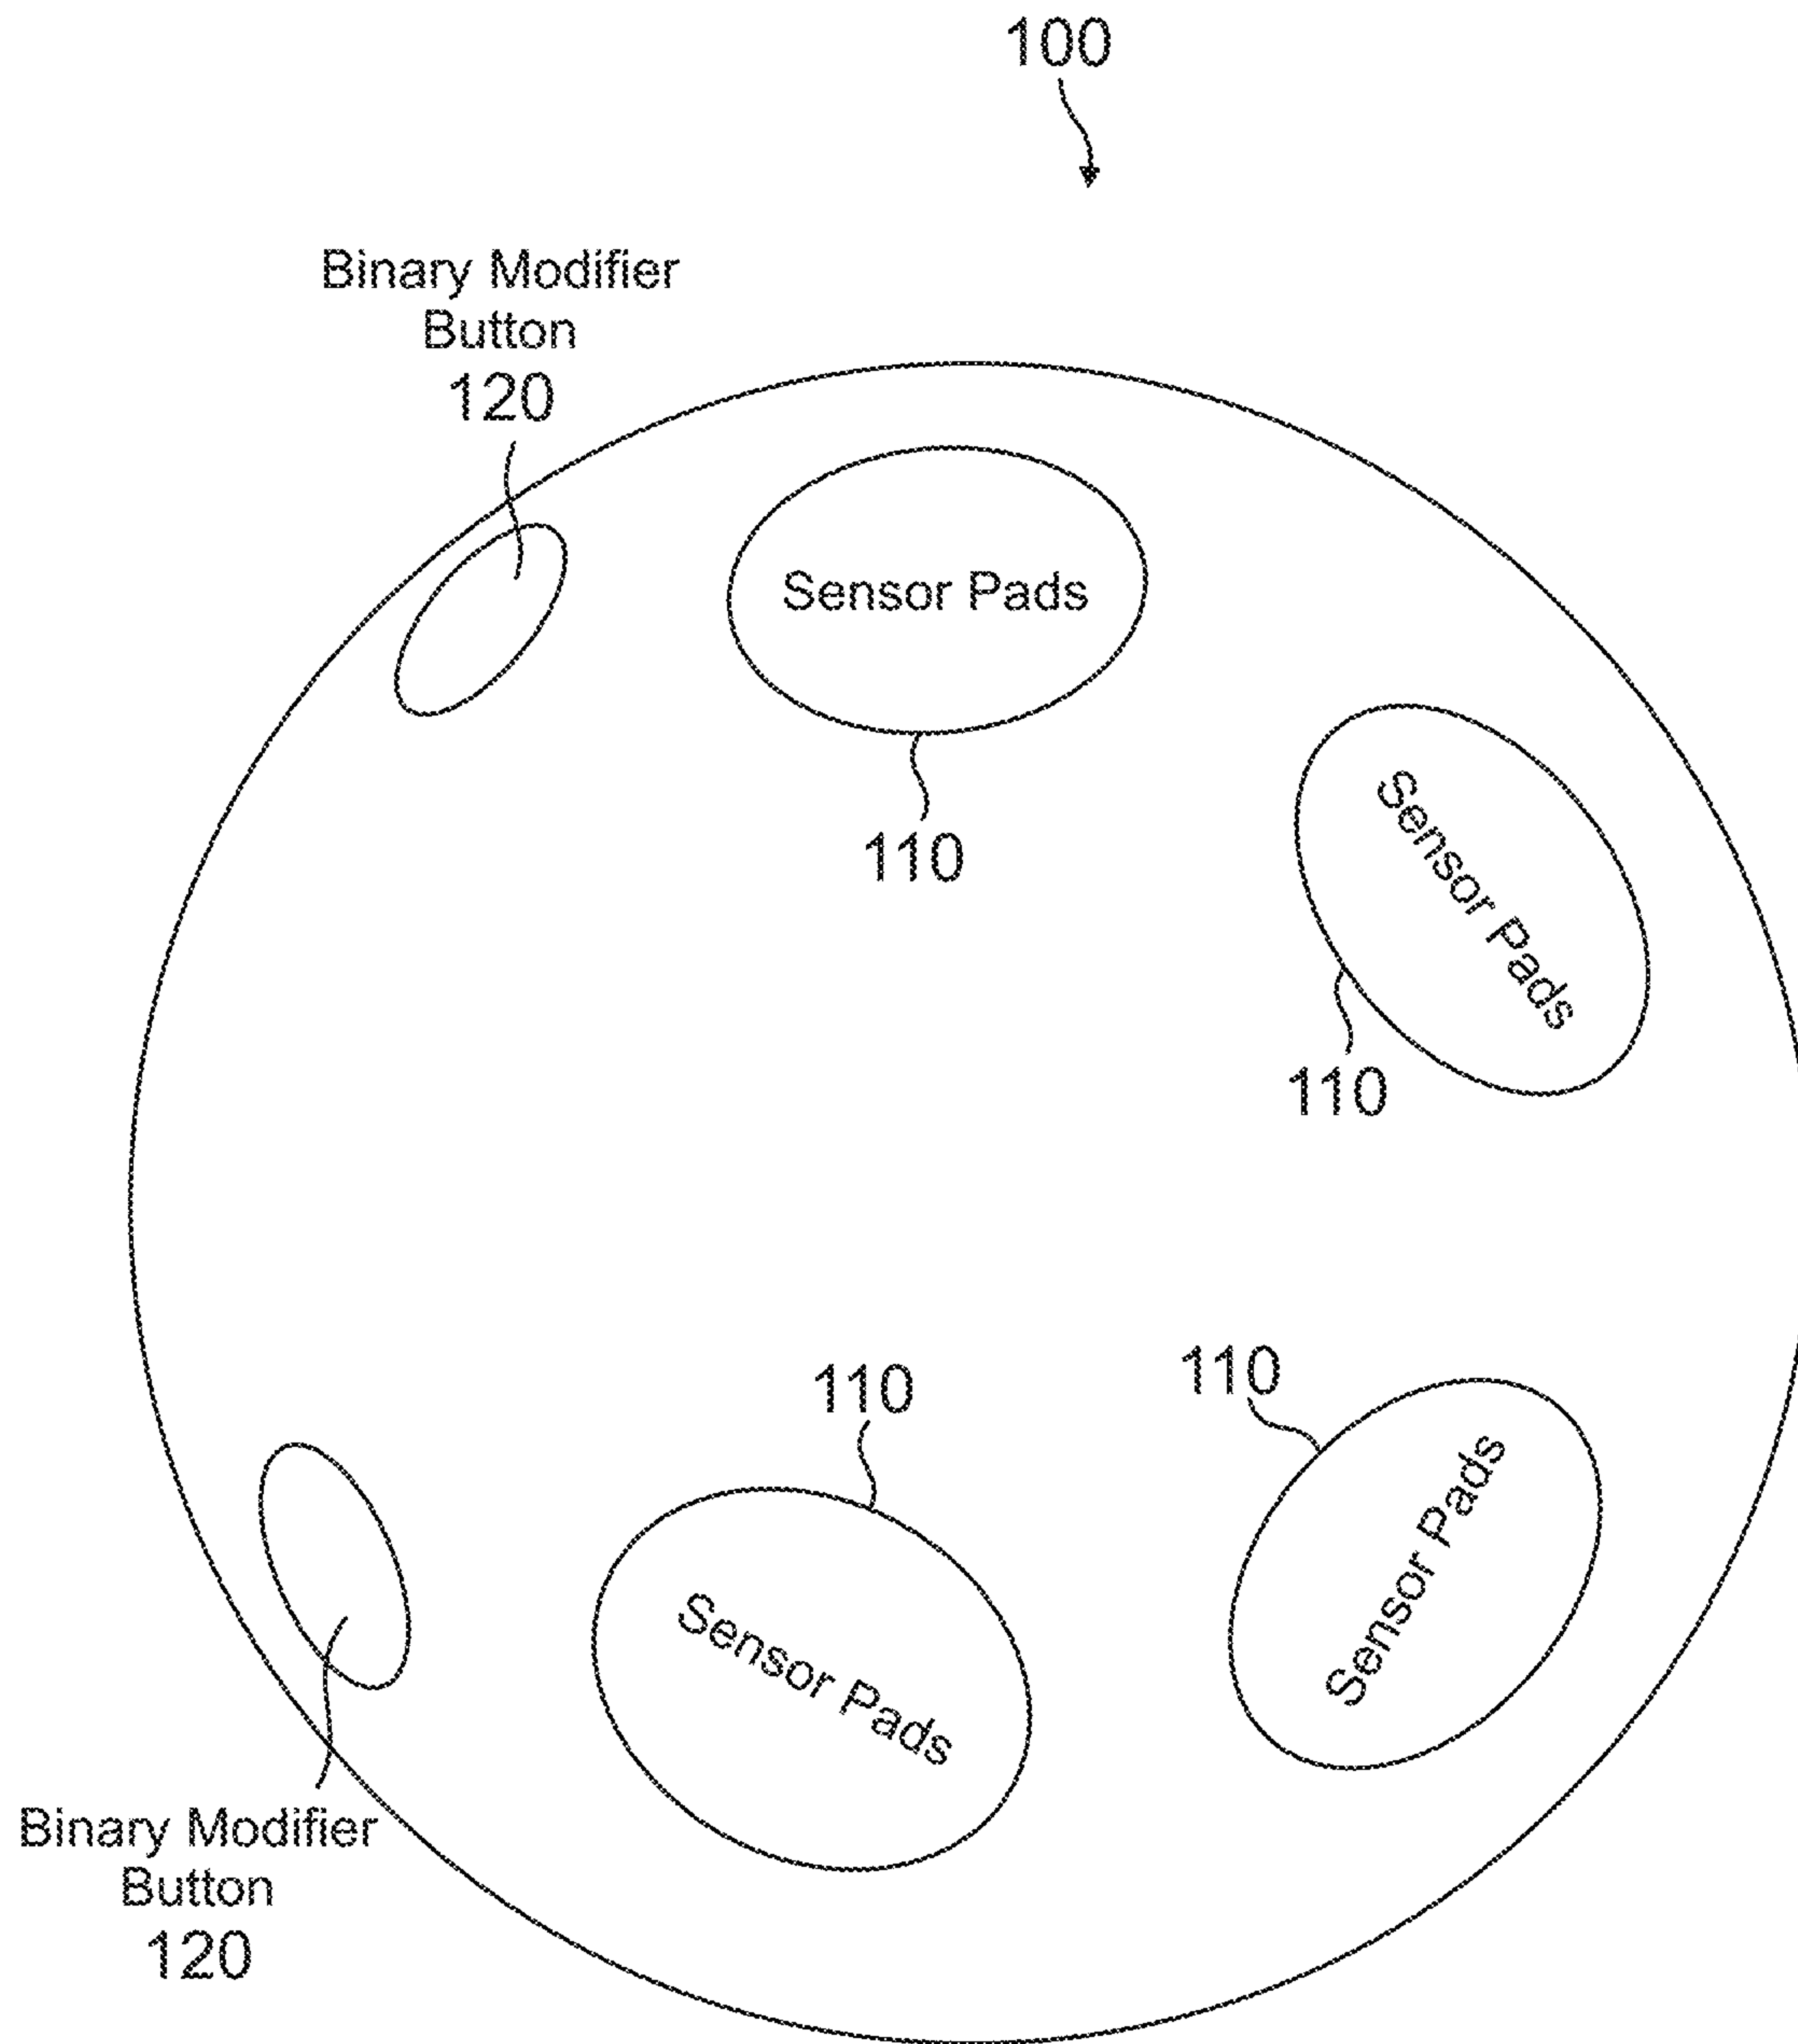 100
Binary Modifier
Button
120
Sensor Pads
110
Sensor Pads
110
110
Sensor Pads
110
Sensor Pads
Binary Modifier
Button
120